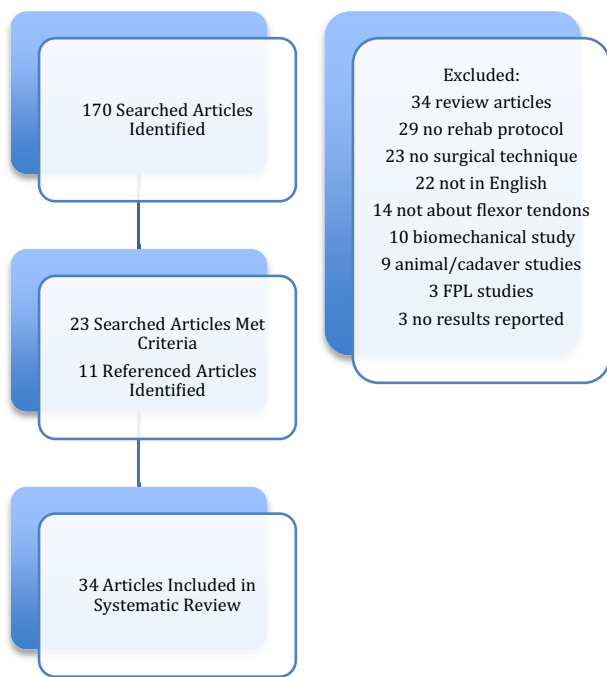 170 Searched Articles
Identified
23 Searched Articles Met
Criteria
11 Referenced Articles
Identified
34 Articles Included in
Systematic Review
Excluded:
34 review articles
29 no rehab protocol
23 no surgical technique
22 not in English
14 not about flexor tendons
10 biomechanical study
9 animal/cadaver studies
3 FPL studies
3 no results reported